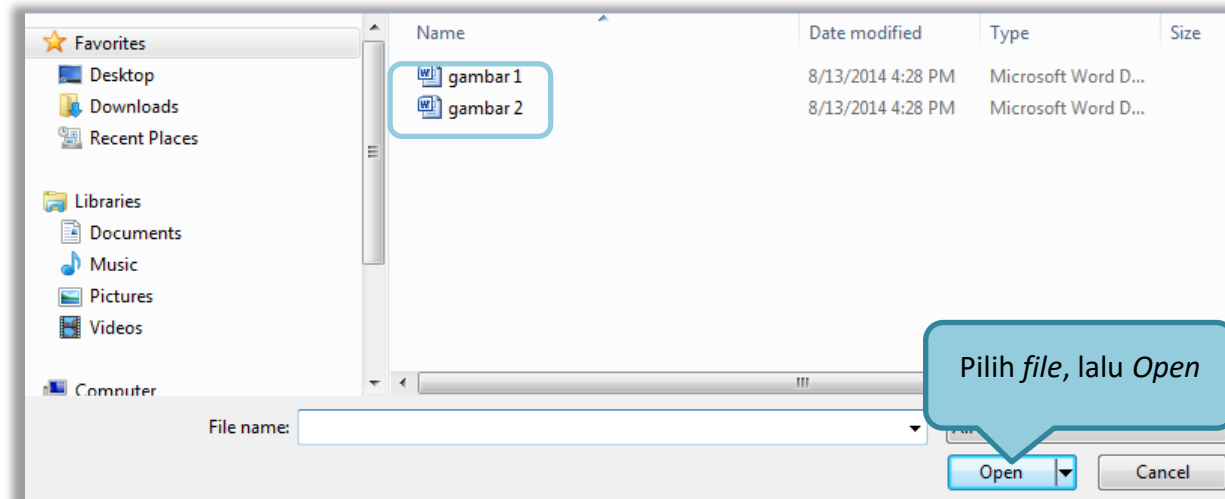 Favorites
Desktop
Downloads
Recent Places
Libraries
Documents
Music
Pictures
Videos
Computer
Name Date modified Type Size
gambar 1 8/13/2014 4:28 PM Microsoft Word D...
gambar 2 8/13/2014 4:28 PM Microsoft Word D...
Pilih file, lalu Open
File name:
Open Cancel